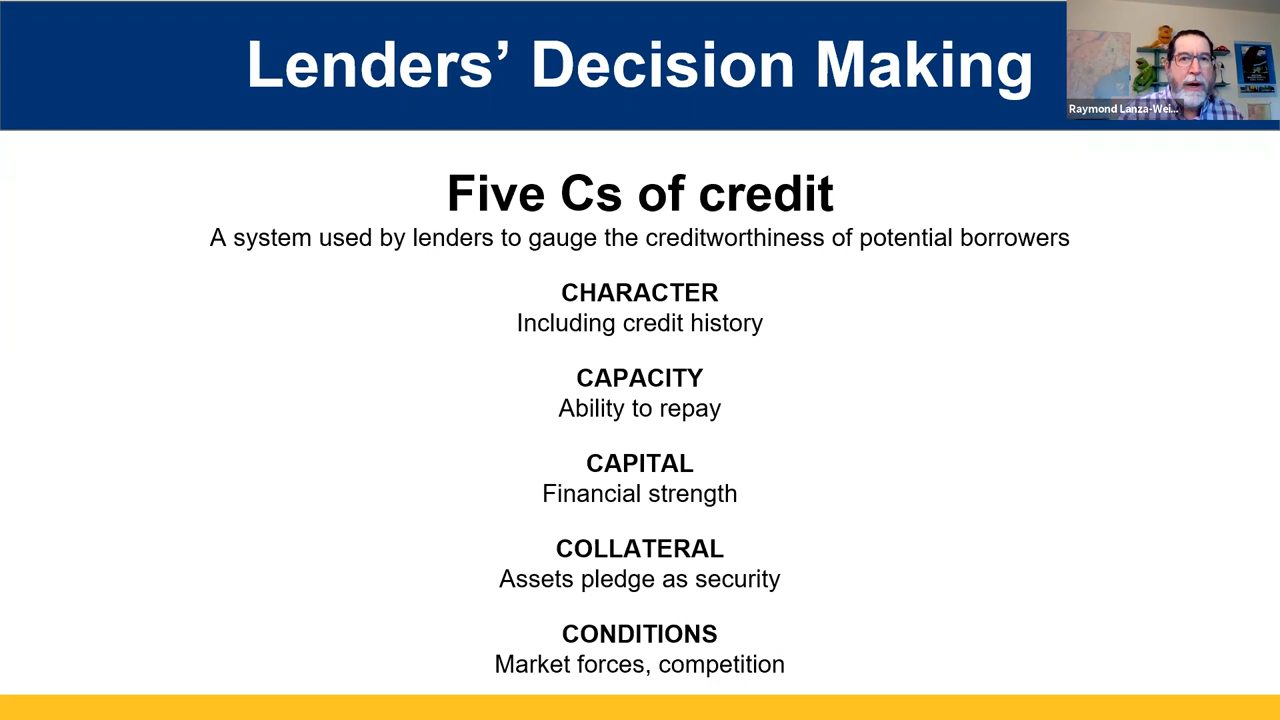 Lenders’ Decision Making
Raymond Lanza-Wei...
Five Cs of credit
A system used by lenders to gauge the creditworthiness of potential borrowers
CHARACTER
Including credit history
CAPACITY
Ability to repay
CAPITAL
Financial strength
COLLATERAL
Assets pledge as security
CONDITIONS
Market forces, competition